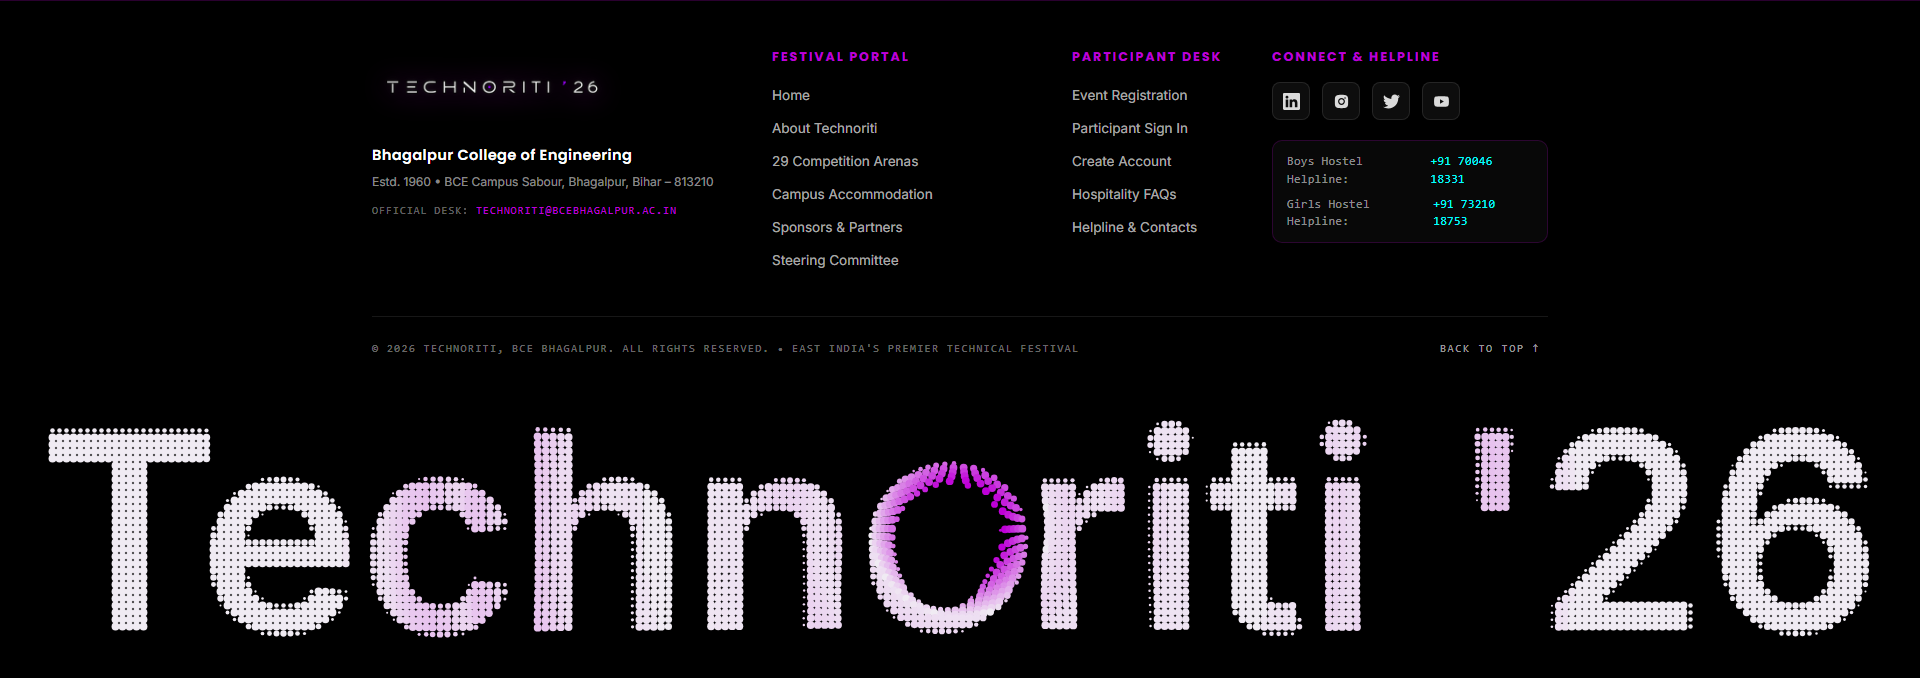 TECHNORITI '26
Bhagalpur College of Engineering
Estd. 1960 • BCE Campus Sabour, Bhagalpur, Bihar – 813210
OFFICIAL DESK: TECHNORITI@BCEBHAGALPUR.AC.IN
FESTIVAL PORTAL
Home
About Technoriti
29 Competition Arenas
Campus Accommodation
Sponsors & Partners
Steering Committee
PARTICIPANT DESK
Event Registration
Participant Sign In
Create Account
Hospitality FAQs
Helpline & Contacts
CONNECT & HELPLINE
in
Boys Hostel +91 70046
Helpline: 18331
Girls Hostel +91 73210
Helpline: 18753
© 2026 TECHNORITI, BCE BHAGALPUR. ALL RIGHTS RESERVED. • EAST INDIA'S PREMIER TECHNICAL FESTIVAL
BACK TO TOP ↑
Technoriti '26